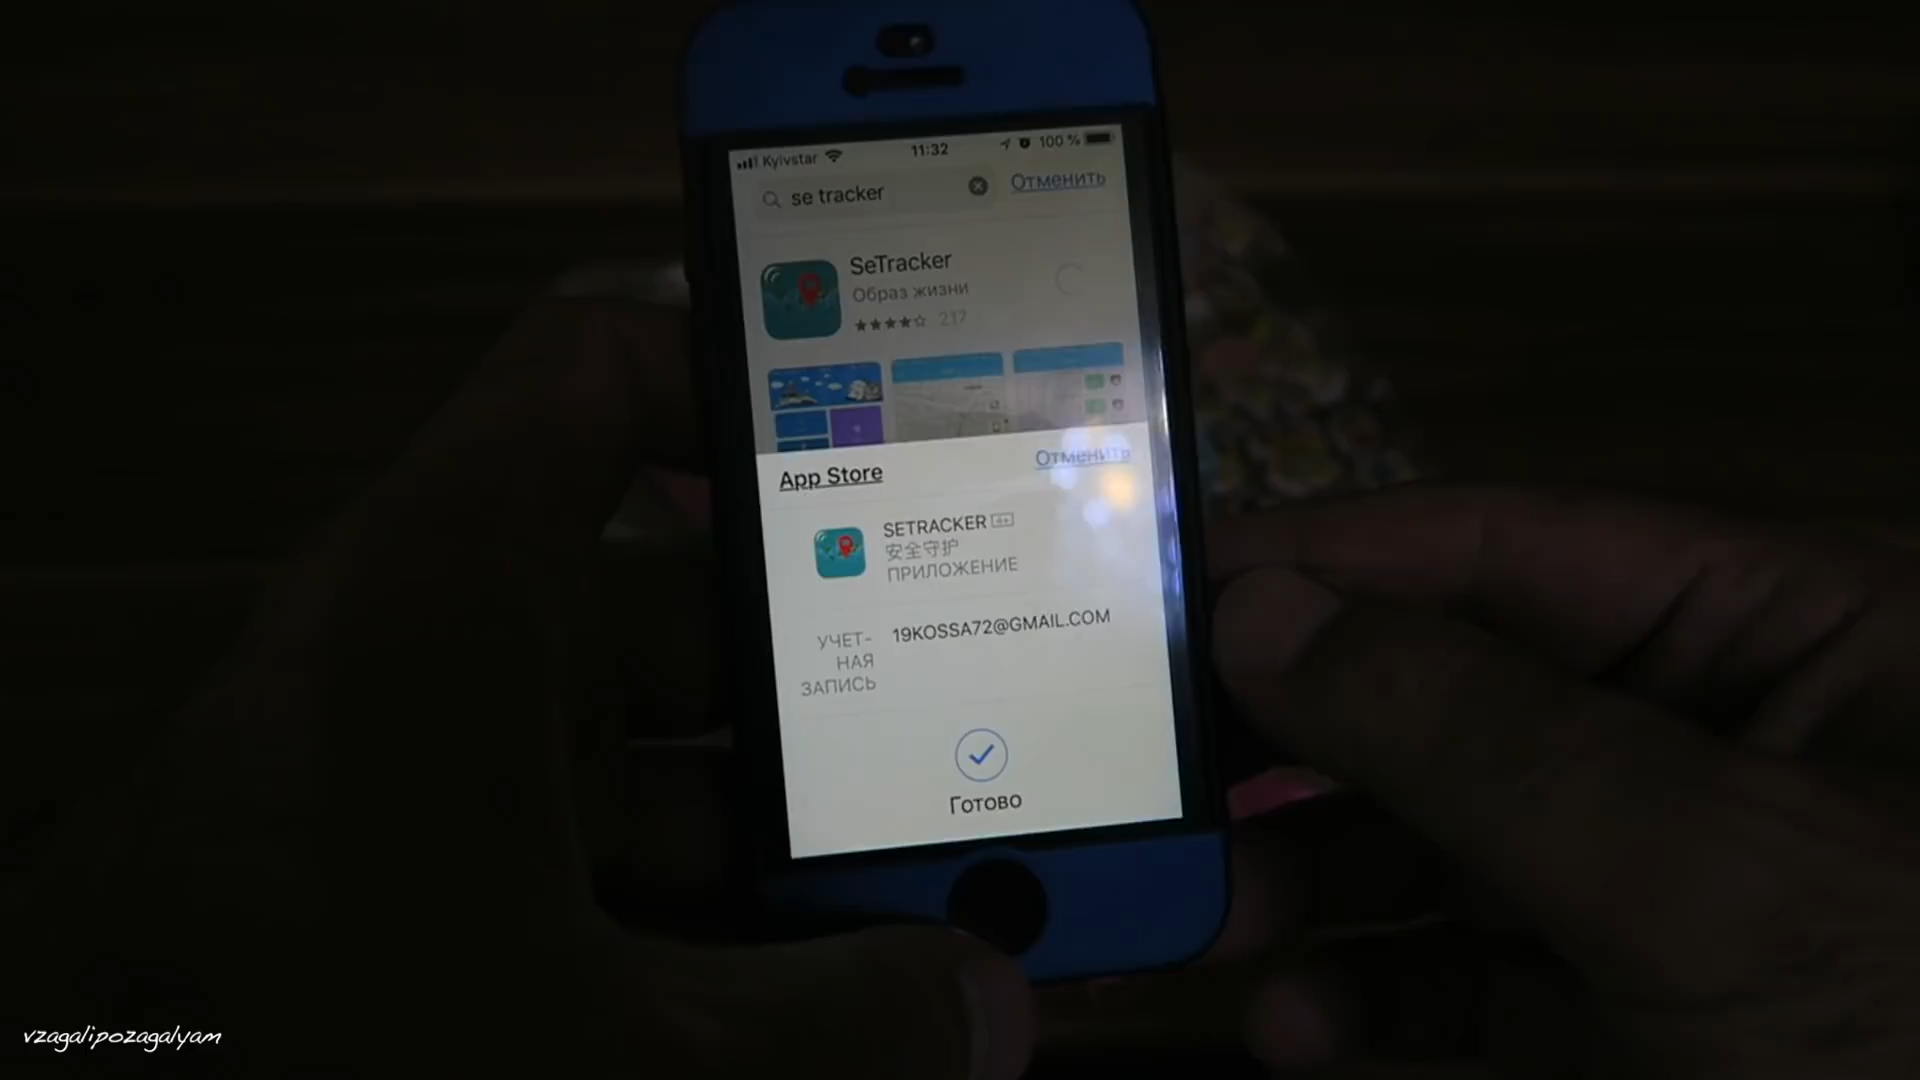 Kyivstar 11:32 100 %
se tracker Отменить
SeTracker
Образ жизни
217
App Store Отменить
SETRACKER 4+
安全守护
ПРИЛОЖЕНИЕ
УЧЕТ- 19KOSSA72@GMAIL.COM
НАЯ
ЗАПИСЬ
Готово
vzagalipozagalyam